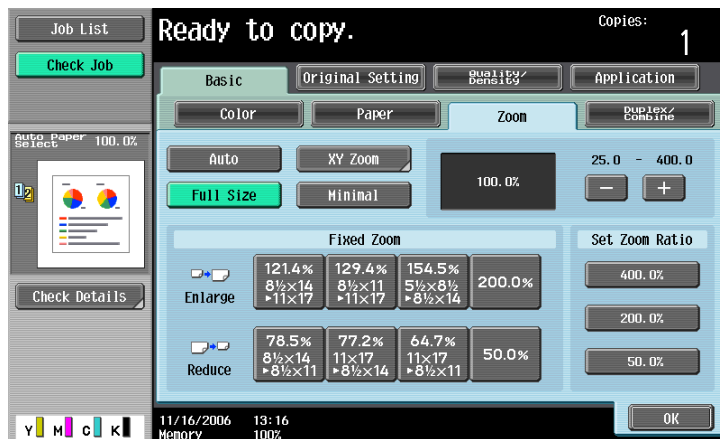 Job List
Check Job
Ready to copy.
Copies:
1
Basic
Original Setting
Quality/
Density
Application
Color
Paper
Zoom
Duplex/
Combine
Auto Paper
Select
100.0%
1 2
Check Details
Auto
XY Zoom
Full Size
Minimal
100.0%
25.0 - 400.0
− +
Fixed Zoom
Enlarge
121.4%
8½×14
▸11×17
129.4%
8½×11
▸11×17
154.5%
5½×8½
▸8½×14
200.0%
Reduce
78.5%
8½×14
▸8½×11
77.2%
11×17
▸8½×14
64.7%
11×17
▸8½×11
50.0%
Set Zoom Ratio
400.0%
200.0%
50.0%
Y M C K
11/16/2006 13:16
Memory 100%
OK